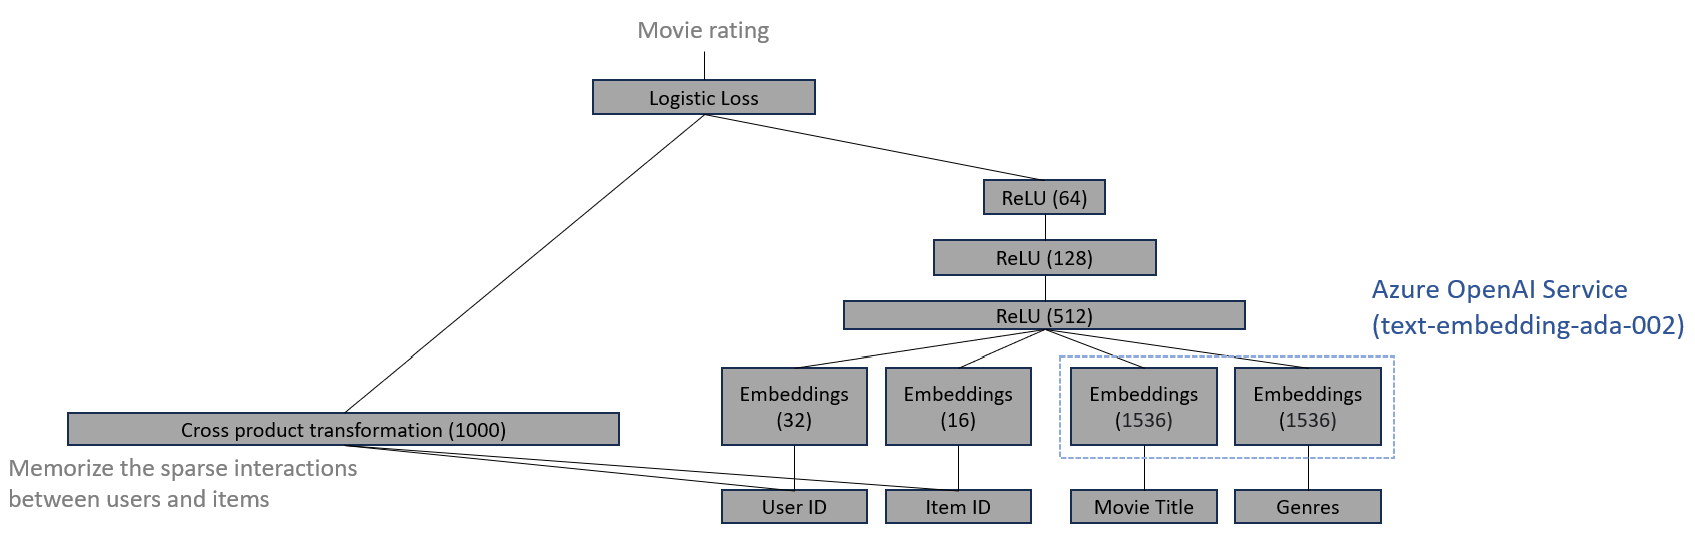 Movie rating
Logistic Loss
ReLU (64)
ReLU (128)
ReLU (512)
Azure OpenAI Service
(text-embedding-ada-002)
Embeddings
(32)
Embeddings
(16)
Embeddings
(1536)
Embeddings
(1536)
Cross product transformation (1000)
Memorize the sparse interactions
between users and items
User ID
Item ID
Movie Title
Genres